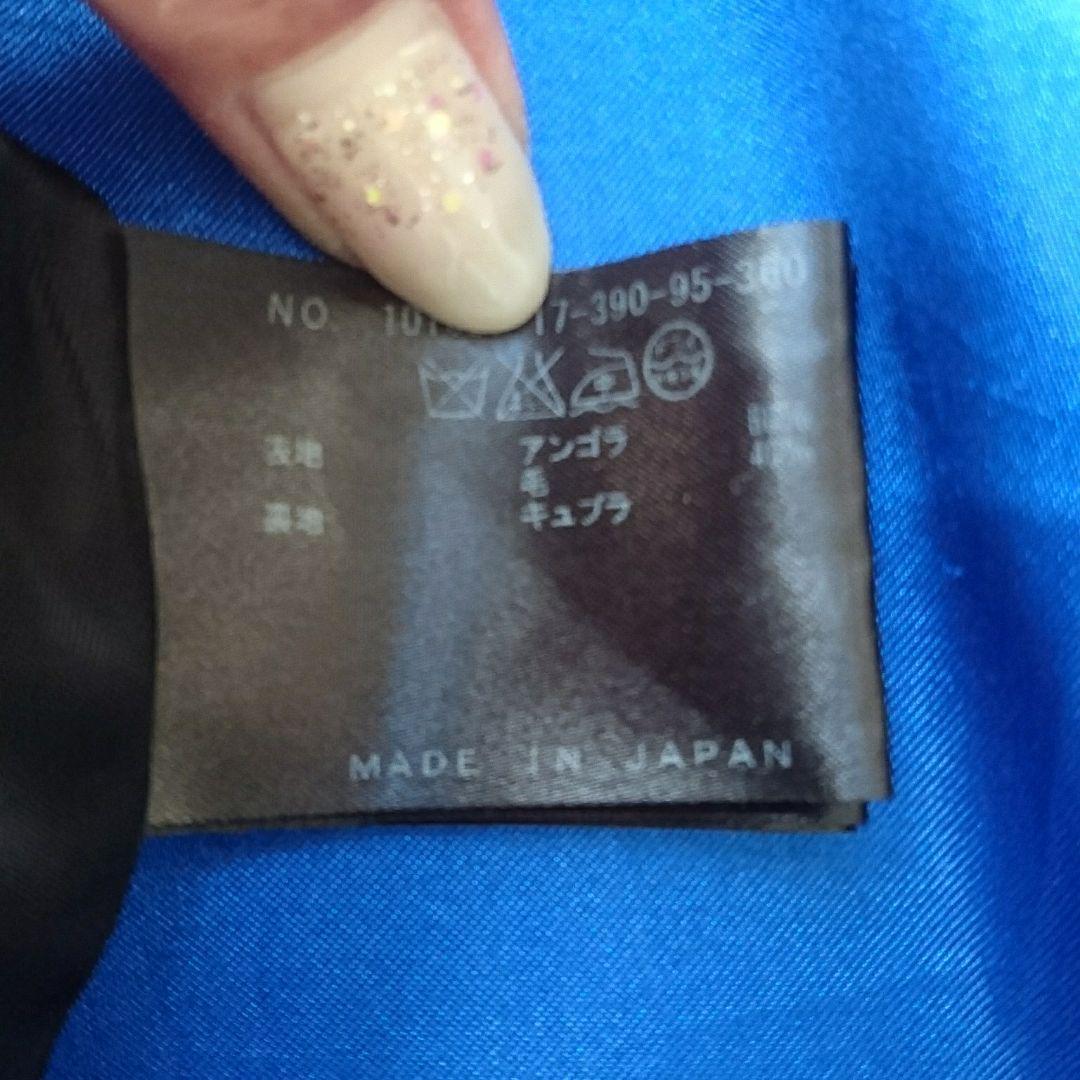 NO. 17-390-95-360
表地 アンゴラ
毛
裏地 キュプラ
MADE IN JAPAN